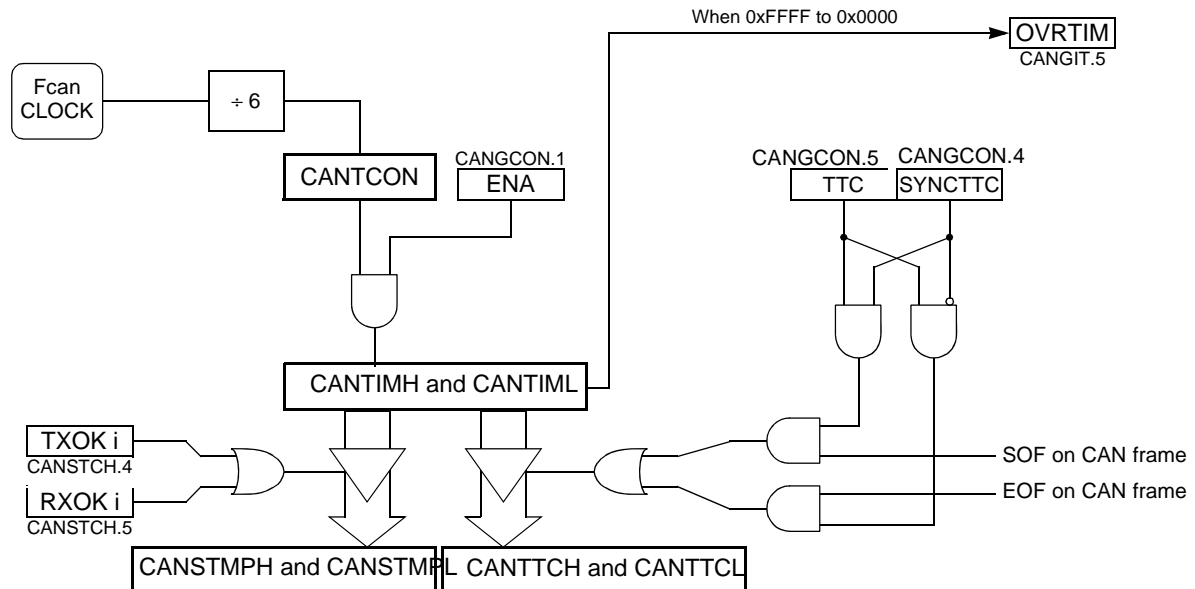 When 0xFFFF to 0x0000
OVRTIM
CANGIT.5
Fcan
CLOCK
÷ 6
CANTCON
CANGCON.1
ENA
CANGCON.5
CANGCON.4
TTC
SYNCTTC
CANTIMH and CANTIML
TXOK i
CANSTCH.4
RXOK i
CANSTCH.5
SOF on CAN frame
EOF on CAN frame
CANSTMPH and CANSTMPL
CANTTCH and CANTTCL